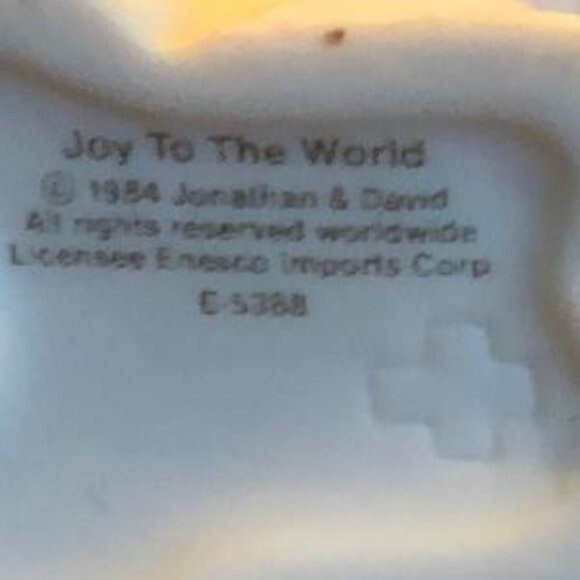 Joy To The World
© 1984 Jonathan & David
All rights reserved worldwide
Licensee Enesco Imports Corp
E-5388